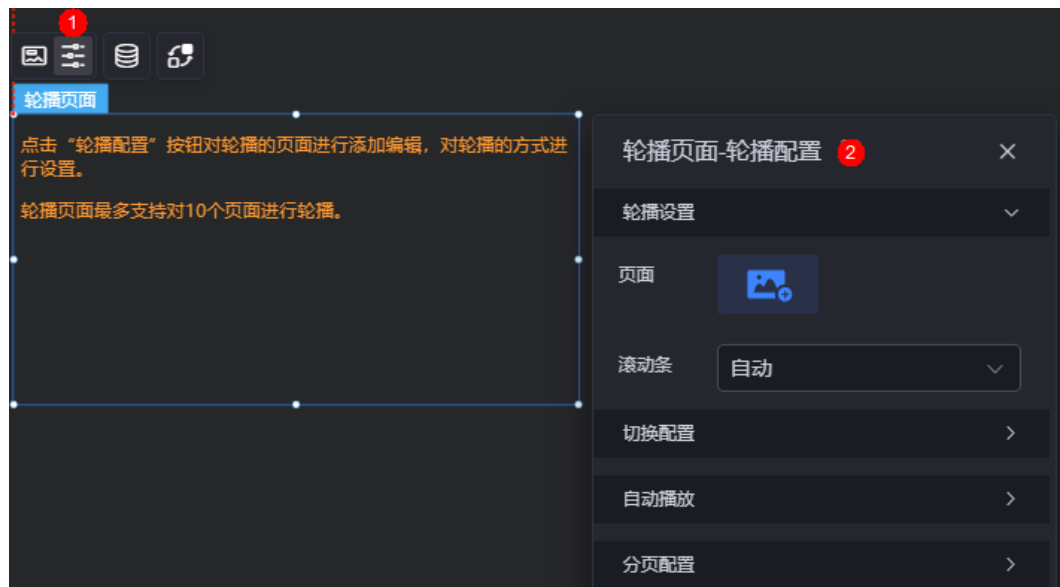 1
轮播页面
点击“轮播配置”按钮对轮播的页面进行添加编辑，对轮播的方式进
行设置。
轮播页面最多支持对10个页面进行轮播。
轮播页面-轮播配置 2
轮播设置
页面
滚动条 自动
切换配置
自动播放
分页配置